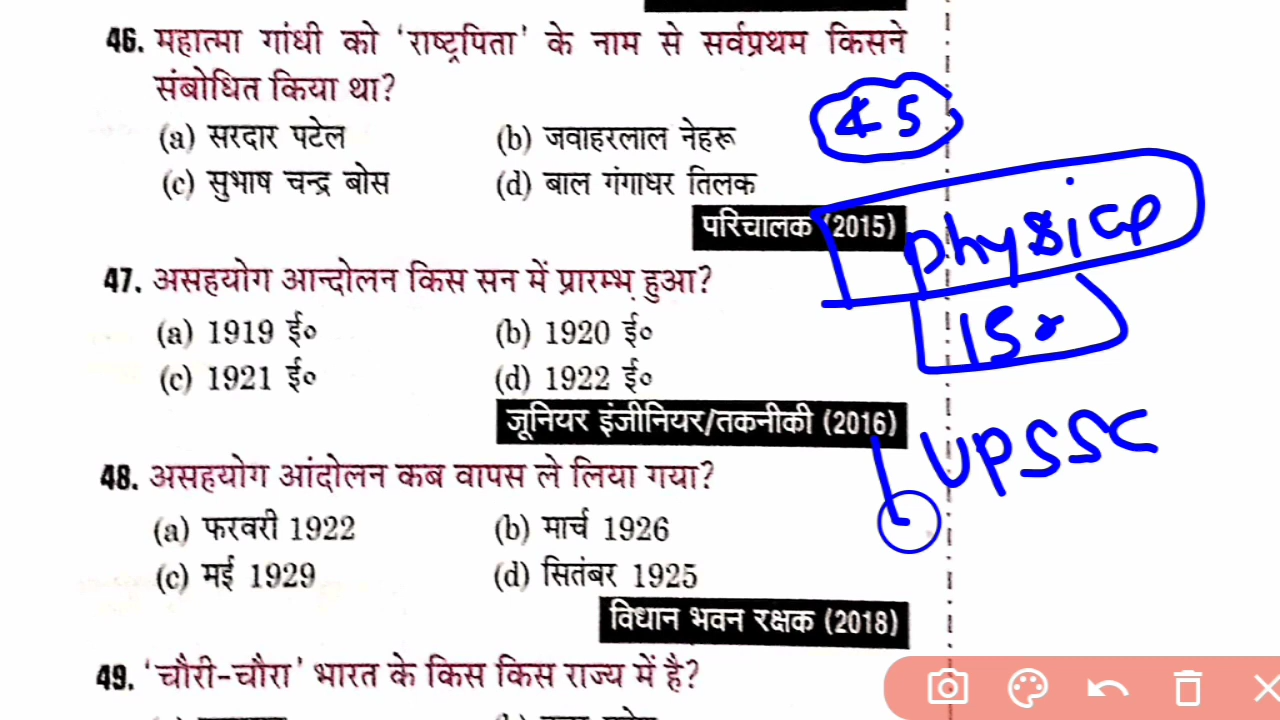 46. महात्मा गांधी को 'राष्ट्रपिता' के नाम से सर्वप्रथम किसने
संबोधित किया था?
(a) सरदार पटेल (b) जवाहरलाल नेहरू
(c) सुभाष चन्द्र बोस (d) बाल गंगाधर तिलक
परिचालक (2015)
45
Physics
47. असहयोग आन्दोलन किस सन में प्रारम्भ हुआ?
(a) 1919 ई० (b) 1920 ई०
(c) 1921 ई० (d) 1922 ई०
जूनियर इंजीनियर/तकनीकी (2016)
UPSSSC
48. असहयोग आंदोलन कब वापस ले लिया गया?
(a) फरवरी 1922 (b) मार्च 1926
(c) मई 1929 (d) सितंबर 1925
विधान भवन रक्षक (2018)
49. 'चौरी-चौरा' भारत के किस किस राज्य में है?